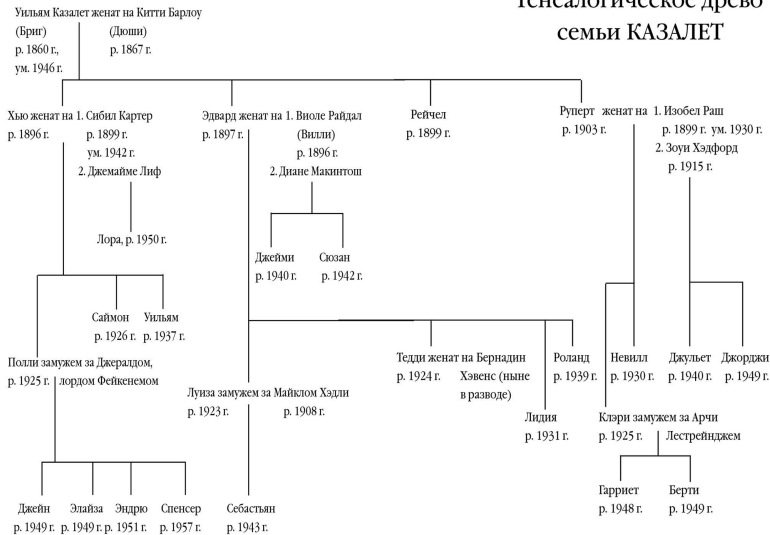 Генеалогическое древо
семьи КАЗАЛЕТ
Уильям Казалет женат на Китти Барлоу
(Бриг) (Дюши)
р. 1860 г., р. 1867 г.
ум. 1946 г.
Хью женат на 1. Сибил Картер
р. 1896 г. р. 1899 г.
ум. 1942 г.
2. Джемайме Лиф
Лора, р. 1950 г.
Эдвард женат на 1. Виоле Райдал
р. 1897 г. (Вилли)
р. 1896 г.
2. Диане Макинтош
Джейми Сюзан
р. 1940 г. р. 1942 г.
Рейчел
р. 1899 г.
Руперт женат на 1. Изобел Раш
р. 1903 г. р. 1899 г. ум. 1930 г.
2. Зоуи Хэдфорд
р. 1915 г.
Саймон Уильям
р. 1926 г. р. 1937 г.
Полли замужем за Джералдом,
р. 1925 г. лордом Фейкенемом
Луиза замужем за Майклом Хэдли
р. 1923 г. р. 1908 г.
Тедди женат на Бернадин
р. 1924 г. Хэвенс (ныне
в разводе)
Роланд
р. 1939 г.
Лидия
р. 1931 г.
Невилл
р. 1930 г.
Джульет
р. 1940 г.
Джорджи
р. 1949 г.
Клэри замужем за Арчи
р. 1925 г. Лестрейнджем
Гарриет Берти
р. 1948 г. р. 1949 г.
Джейн Элайза Эндрю Спенсер
р. 1949 г. р. 1949 г. р. 1951 г. р. 1957 г.
Себастьян
р. 1943 г.